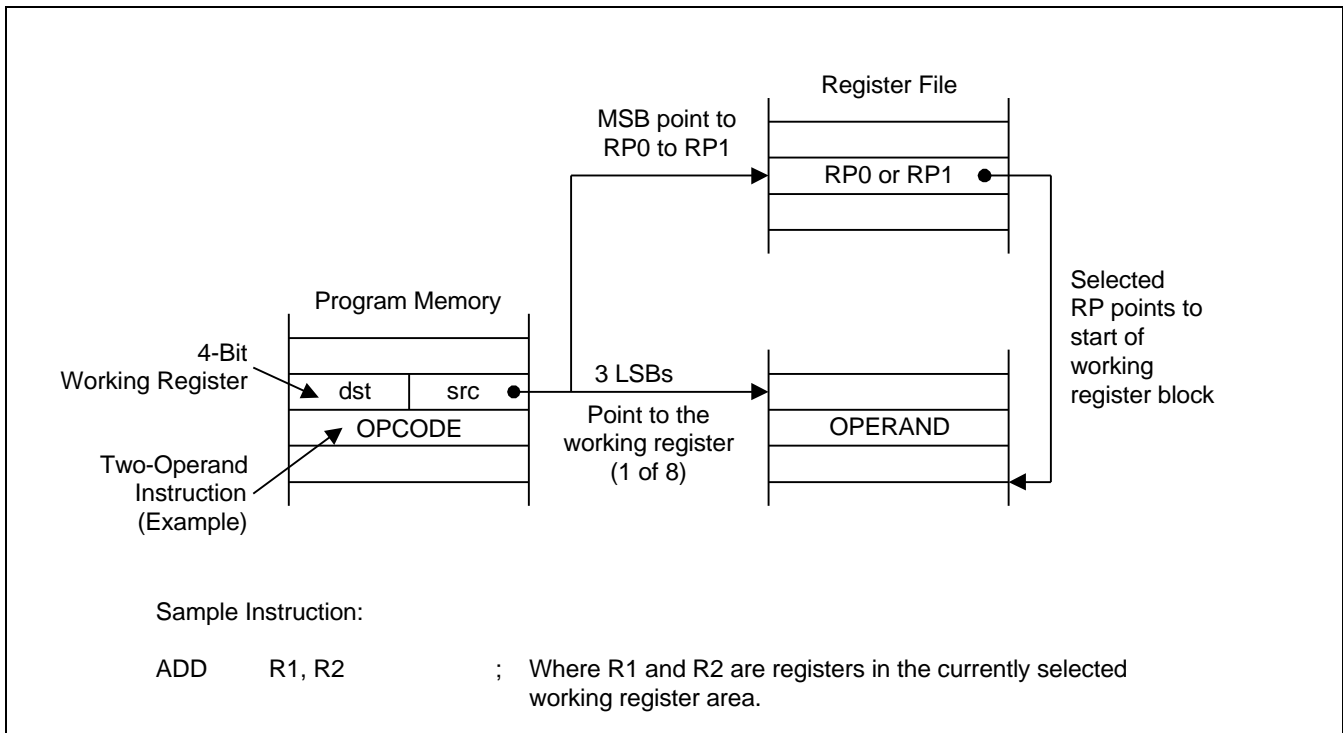 Register File
MSB point to
RP0 to RP1
RP0 or RP1
Selected
RP points to
start of
working
register block
Program Memory
4-Bit
Working Register
dst
src
3 LSBs
OPCODE
Point to the
working register
(1 of 8)
OPERAND
Two-Operand
Instruction
(Example)
Sample Instruction:
ADD R1, R2 ; Where R1 and R2 are registers in the currently selected
working register area.